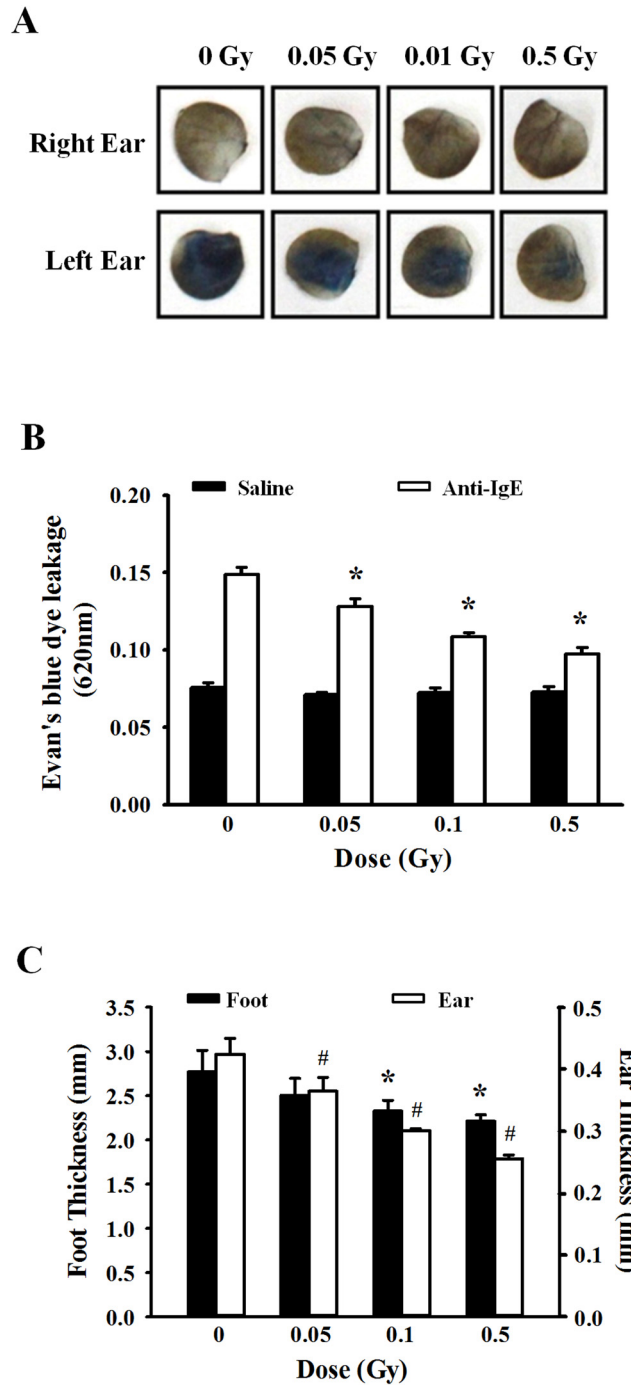 A
0 Gy 0.05 Gy 0.01 Gy 0.5 Gy
Right Ear
Left Ear
B
Saline Anti-IgE
Evan's blue dye leakage
(620nm)
0.20
0.15
0.10
0.05
0.00
* * *
0 0.05 0.1 0.5
Dose (Gy)
C
Foot Ear
Foot Thickness (mm)
3.5
3.0
2.5
2.0
1.5
1.0
0.5
0.0
# * # * #
0.5
0.4
0.3
0.2
0.1
0.0
Ear Thickness (mm)
0 0.05 0.1 0.5
Dose (Gy)